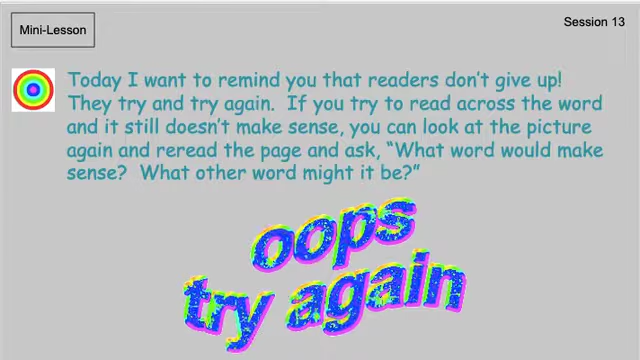 Mini-Lesson
Session 13
Today I want to remind you that readers don't give up!
They try and try again.  If you try to read across the word
and it still doesn't make sense, you can look at the picture
again and reread the page and ask, "What word would make
sense?  What other word might it be?"
oops
try again